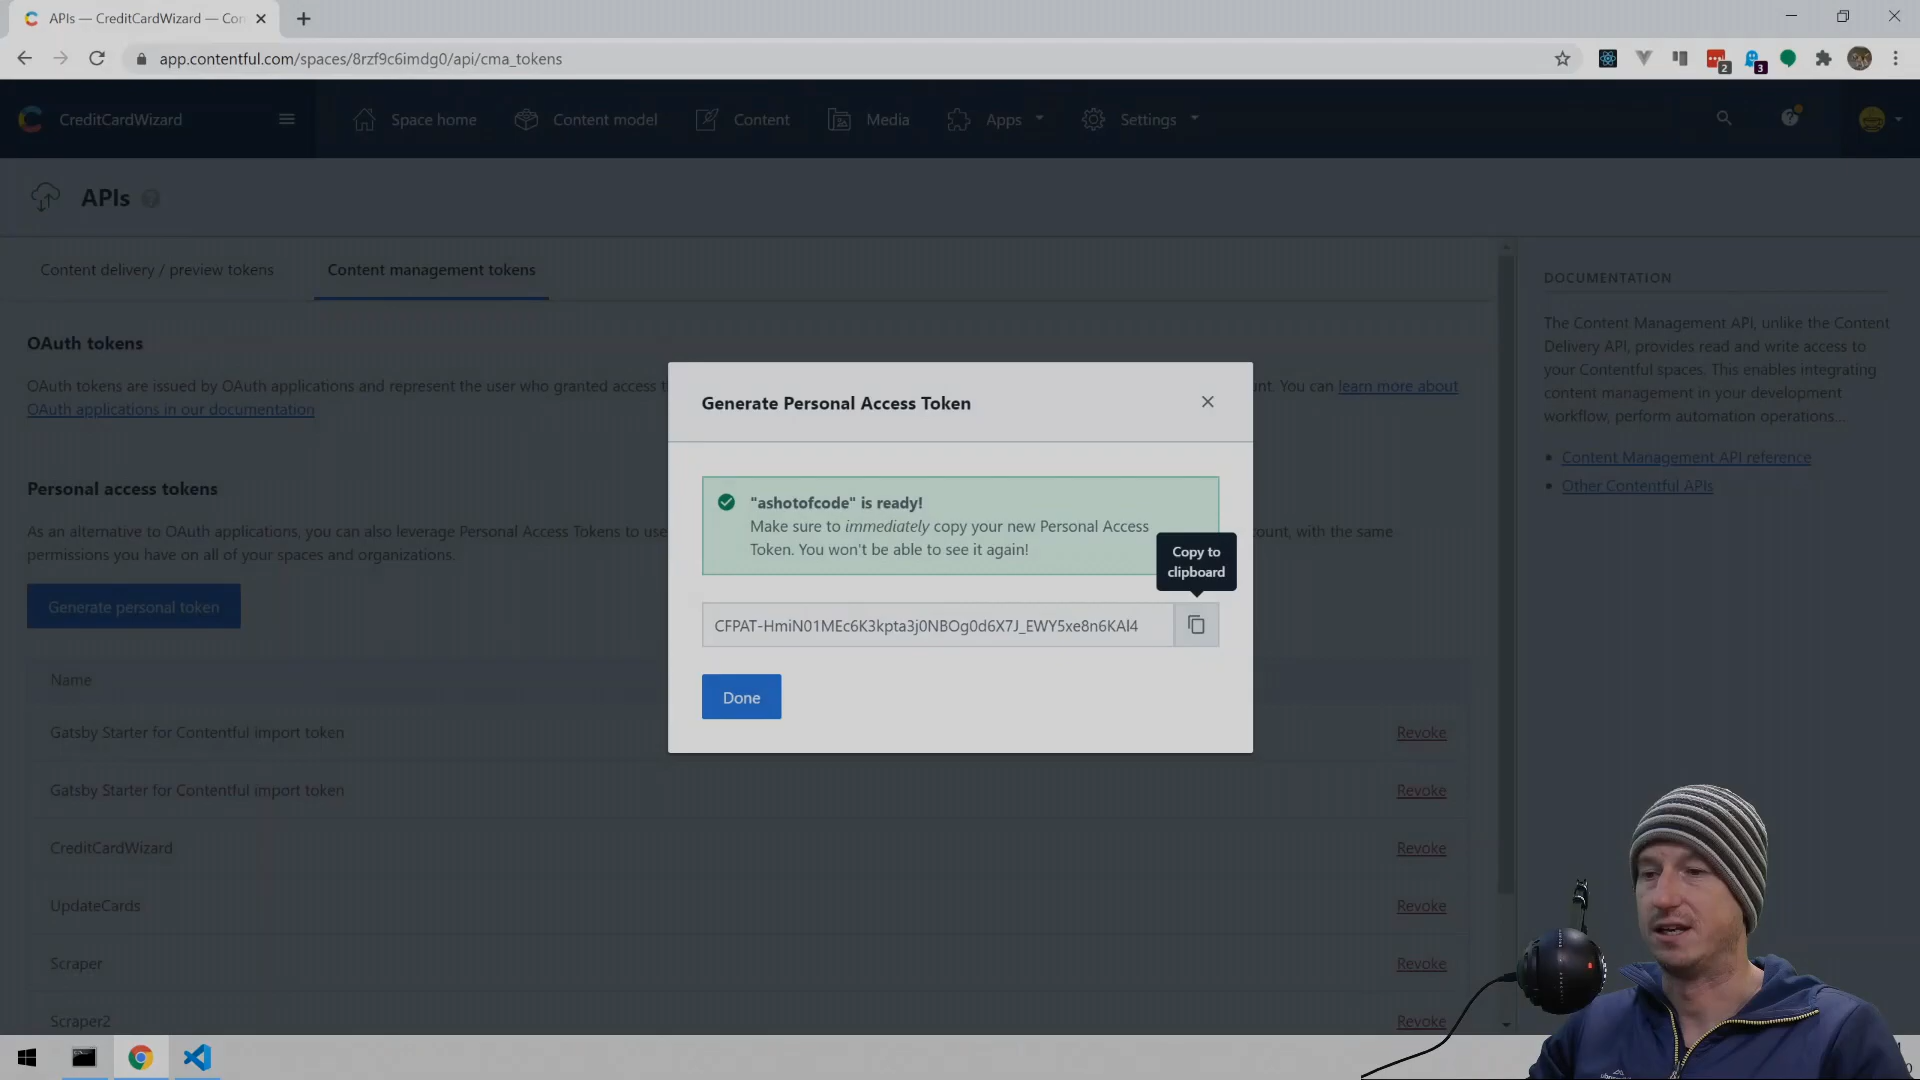 APIs — CreditCardWizard — Con
app.contentful.com/spaces/8rzf9c6imdg0/api/cma_tokens
2
3
CreditCardWizard
Space home
Content model
Content
Media
Apps
Settings
APIs
Content delivery / preview tokens
Content management tokens
OAuth tokens
OAuth tokens are issued by OAuth applications and represent the user who granted access t
nt. You can learn more about
OAuth applications in our documentation
Personal access tokens
As an alternative to OAuth applications, you can also leverage Personal Access Tokens to use
count, with the same
permissions you have on all of your spaces and organizations.
Generate personal token
Name
Gatsby Starter for Contentful import token
Revoke
Gatsby Starter for Contentful import token
Revoke
CreditCardWizard
Revoke
UpdateCards
Revoke
Scraper
Revoke
Scraper2
Revoke
Generate Personal Access Token
"ashotofcode" is ready!
Make sure to immediately copy your new Personal Access
Token. You won't be able to see it again!
Copy to
clipboard
CFPAT-HmiN01MEc6K3kpta3j0NBOg0d6X7J_EWY5xe8n6KAI4
Done
DOCUMENTATION
The Content Management API, unlike the Content
Delivery API, provides read and write access to
your Contentful spaces. This enables integrating
content management in your development
workflow, perform automation operations...
Content Management API reference
Other Contentful APIs